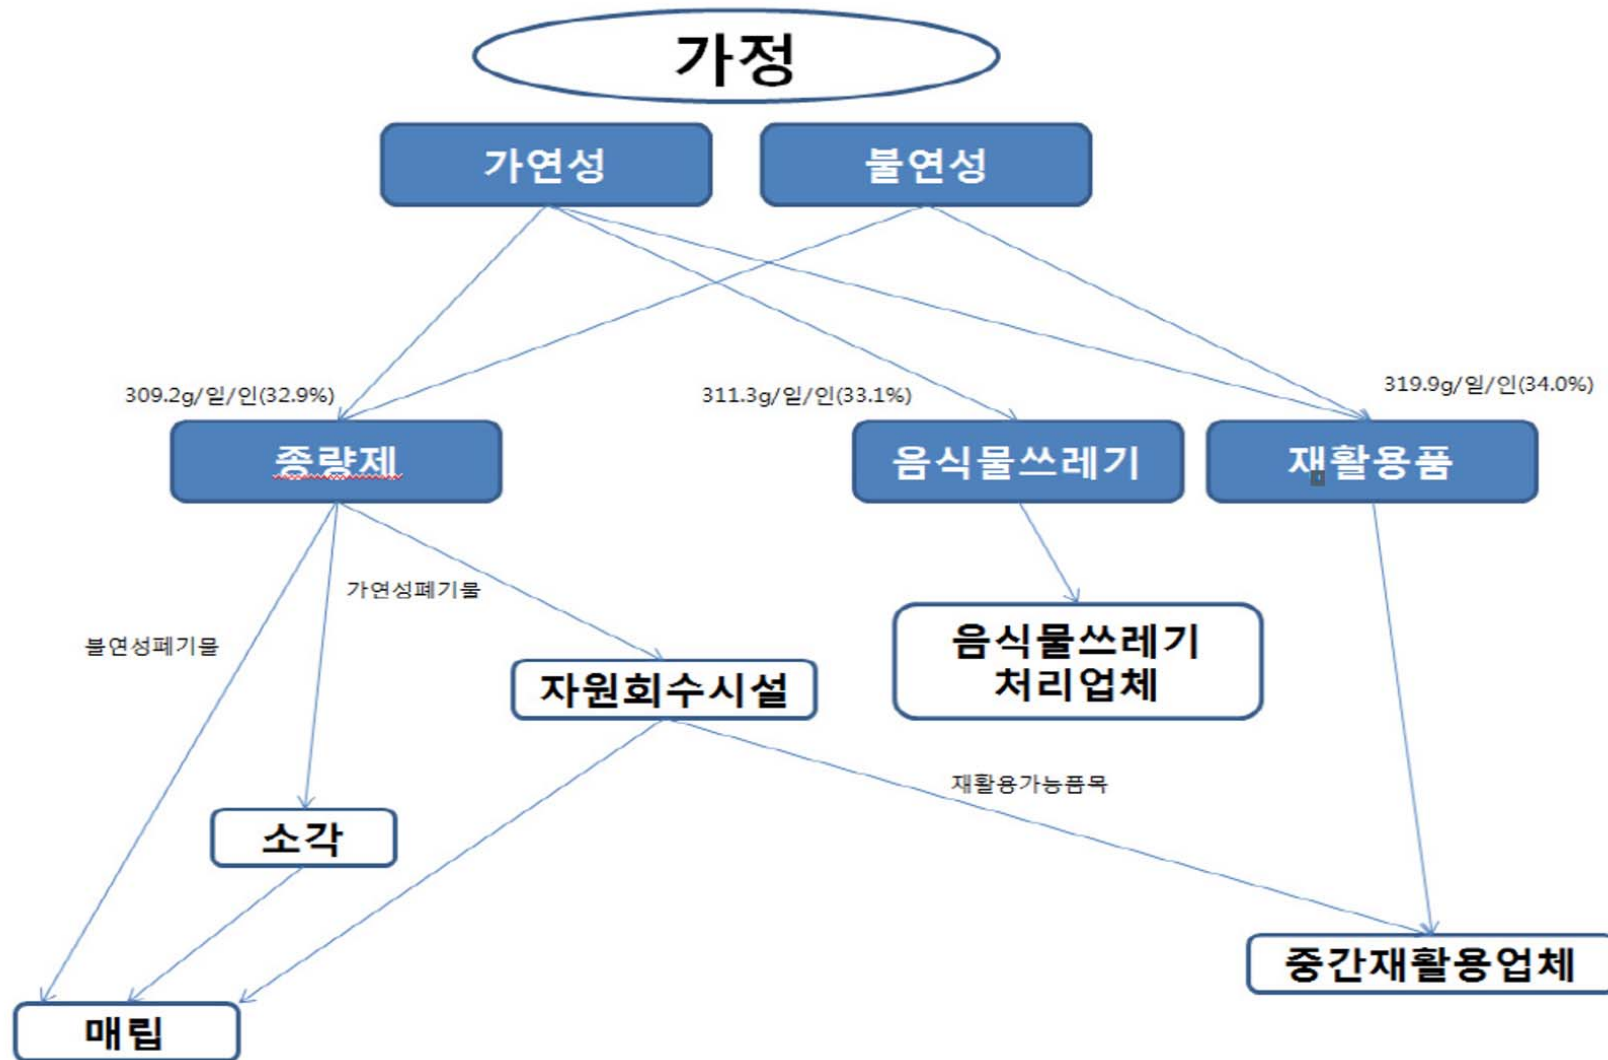 가정
가연성
불연성
309.2g/일/인(32.9%)
311.3g/일/인(33.1%)
319.9g/일/인(34.0%)
종량제
음식물쓰레기
재활용품
가연성폐기물
불연성폐기물
음식물쓰레기
처리업체
자원회수시설
재활용가능품목
소각
중간재활용업체
매립